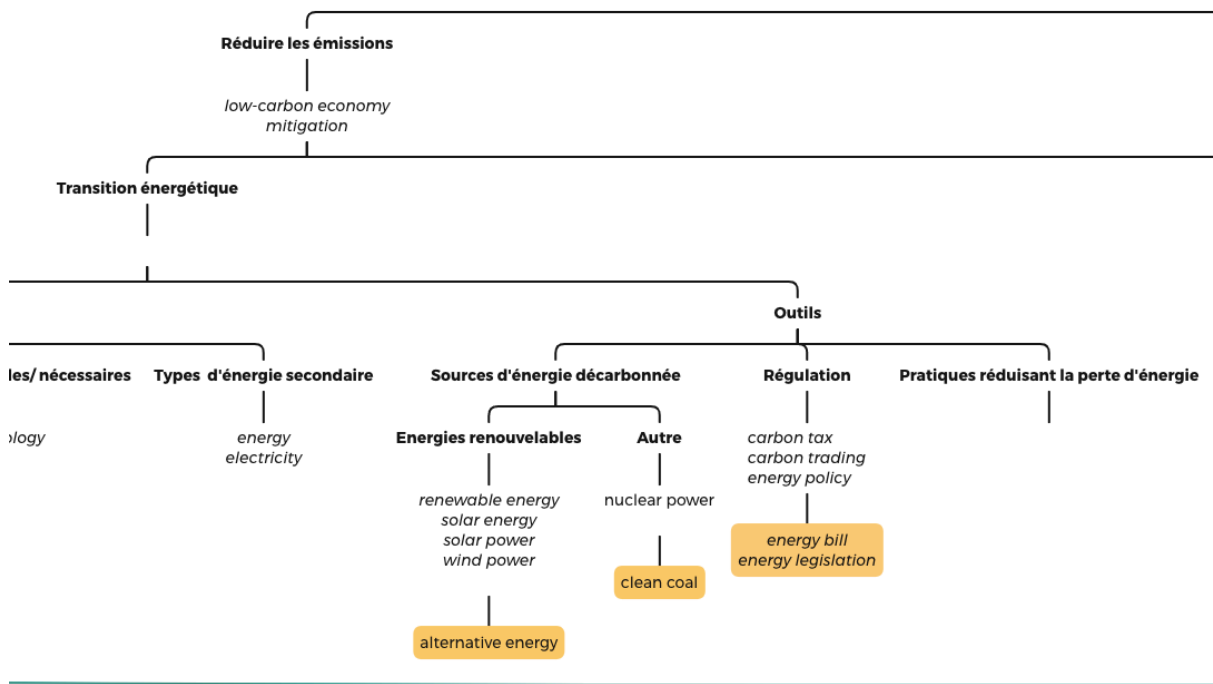 Réduire les émissions
low-carbon economy
mitigation
Transition énergétique
Outils
les/ nécessaires
Types d'énergie secondaire
Sources d'énergie décarbonnée
Régulation
Pratiques réduisant la perte d'énergie
ology
energy
electricity
Energies renouvelables
Autre
carbon tax
carbon trading
energy policy
renewable energy
solar energy
solar power
wind power
nuclear power
energy bill
energy legislation
clean coal
alternative energy